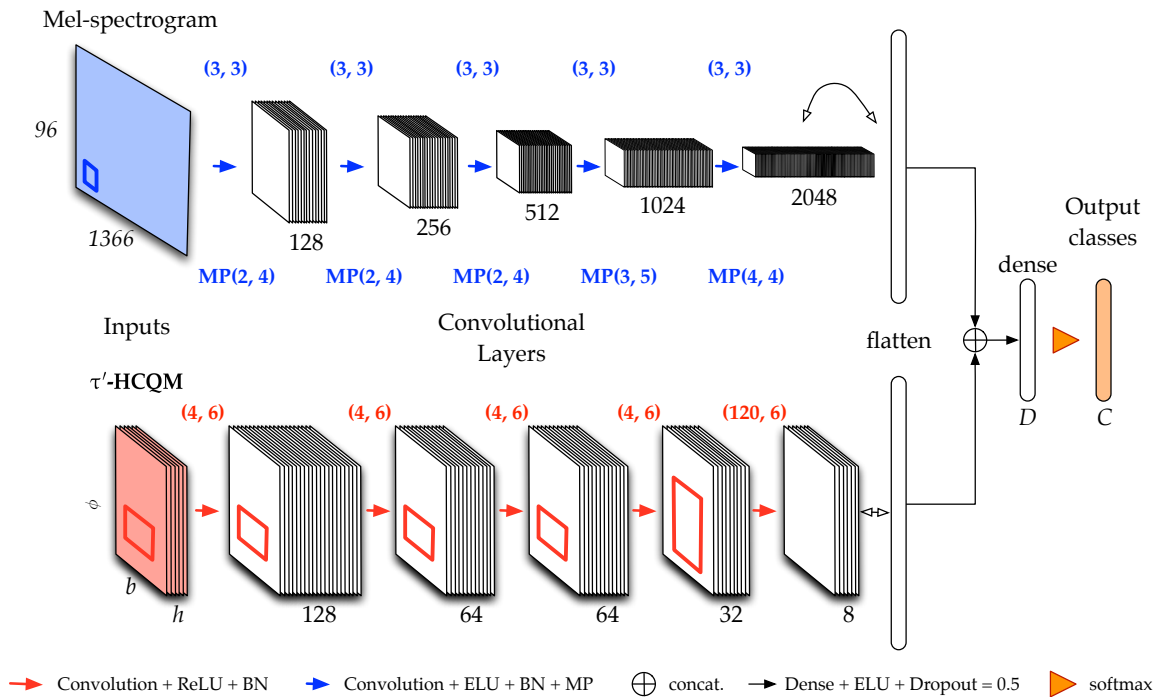 Mel-spectrogram
(3, 3) (3, 3) (3, 3) (3, 3) (3, 3)
96
1366
128 256 512 1024 2048
MP(2, 4) MP(2, 4) MP(2, 4) MP(3, 5) MP(4, 4)
Output
classes
dense
Inputs
Convolutional
Layers
flatten
τ′-HCQM
(4, 6) (4, 6) (4, 6) (4, 6) (120, 6)
D C
ϕ
b
h
128 64 64 32 8
Convolution + ReLU + BN Convolution + ELU + BN + MP concat. Dense + ELU + Dropout = 0.5 softmax